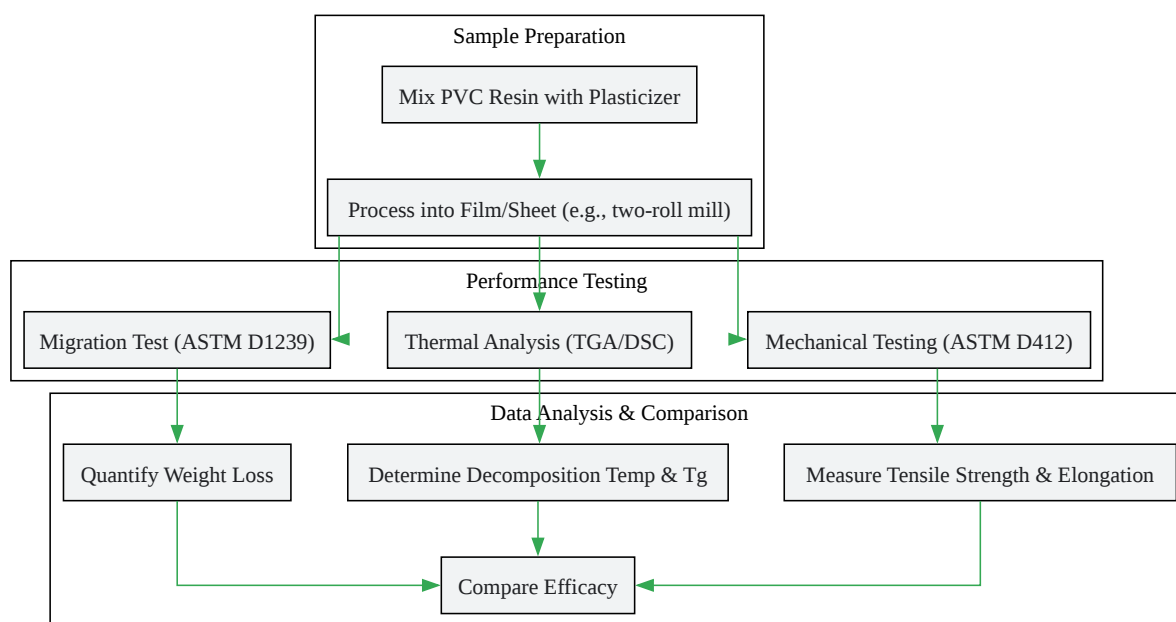 Sample Preparation
Mix PVC Resin with Plasticizer
Process into Film/Sheet (e.g., two-roll mill)
Performance Testing
Migration Test (ASTM D1239)
Thermal Analysis (TGA/DSC)
Mechanical Testing (ASTM D412)
Data Analysis & Comparison
Quantify Weight Loss
Determine Decomposition Temp & Tg
Measure Tensile Strength & Elongation
Compare Efficacy